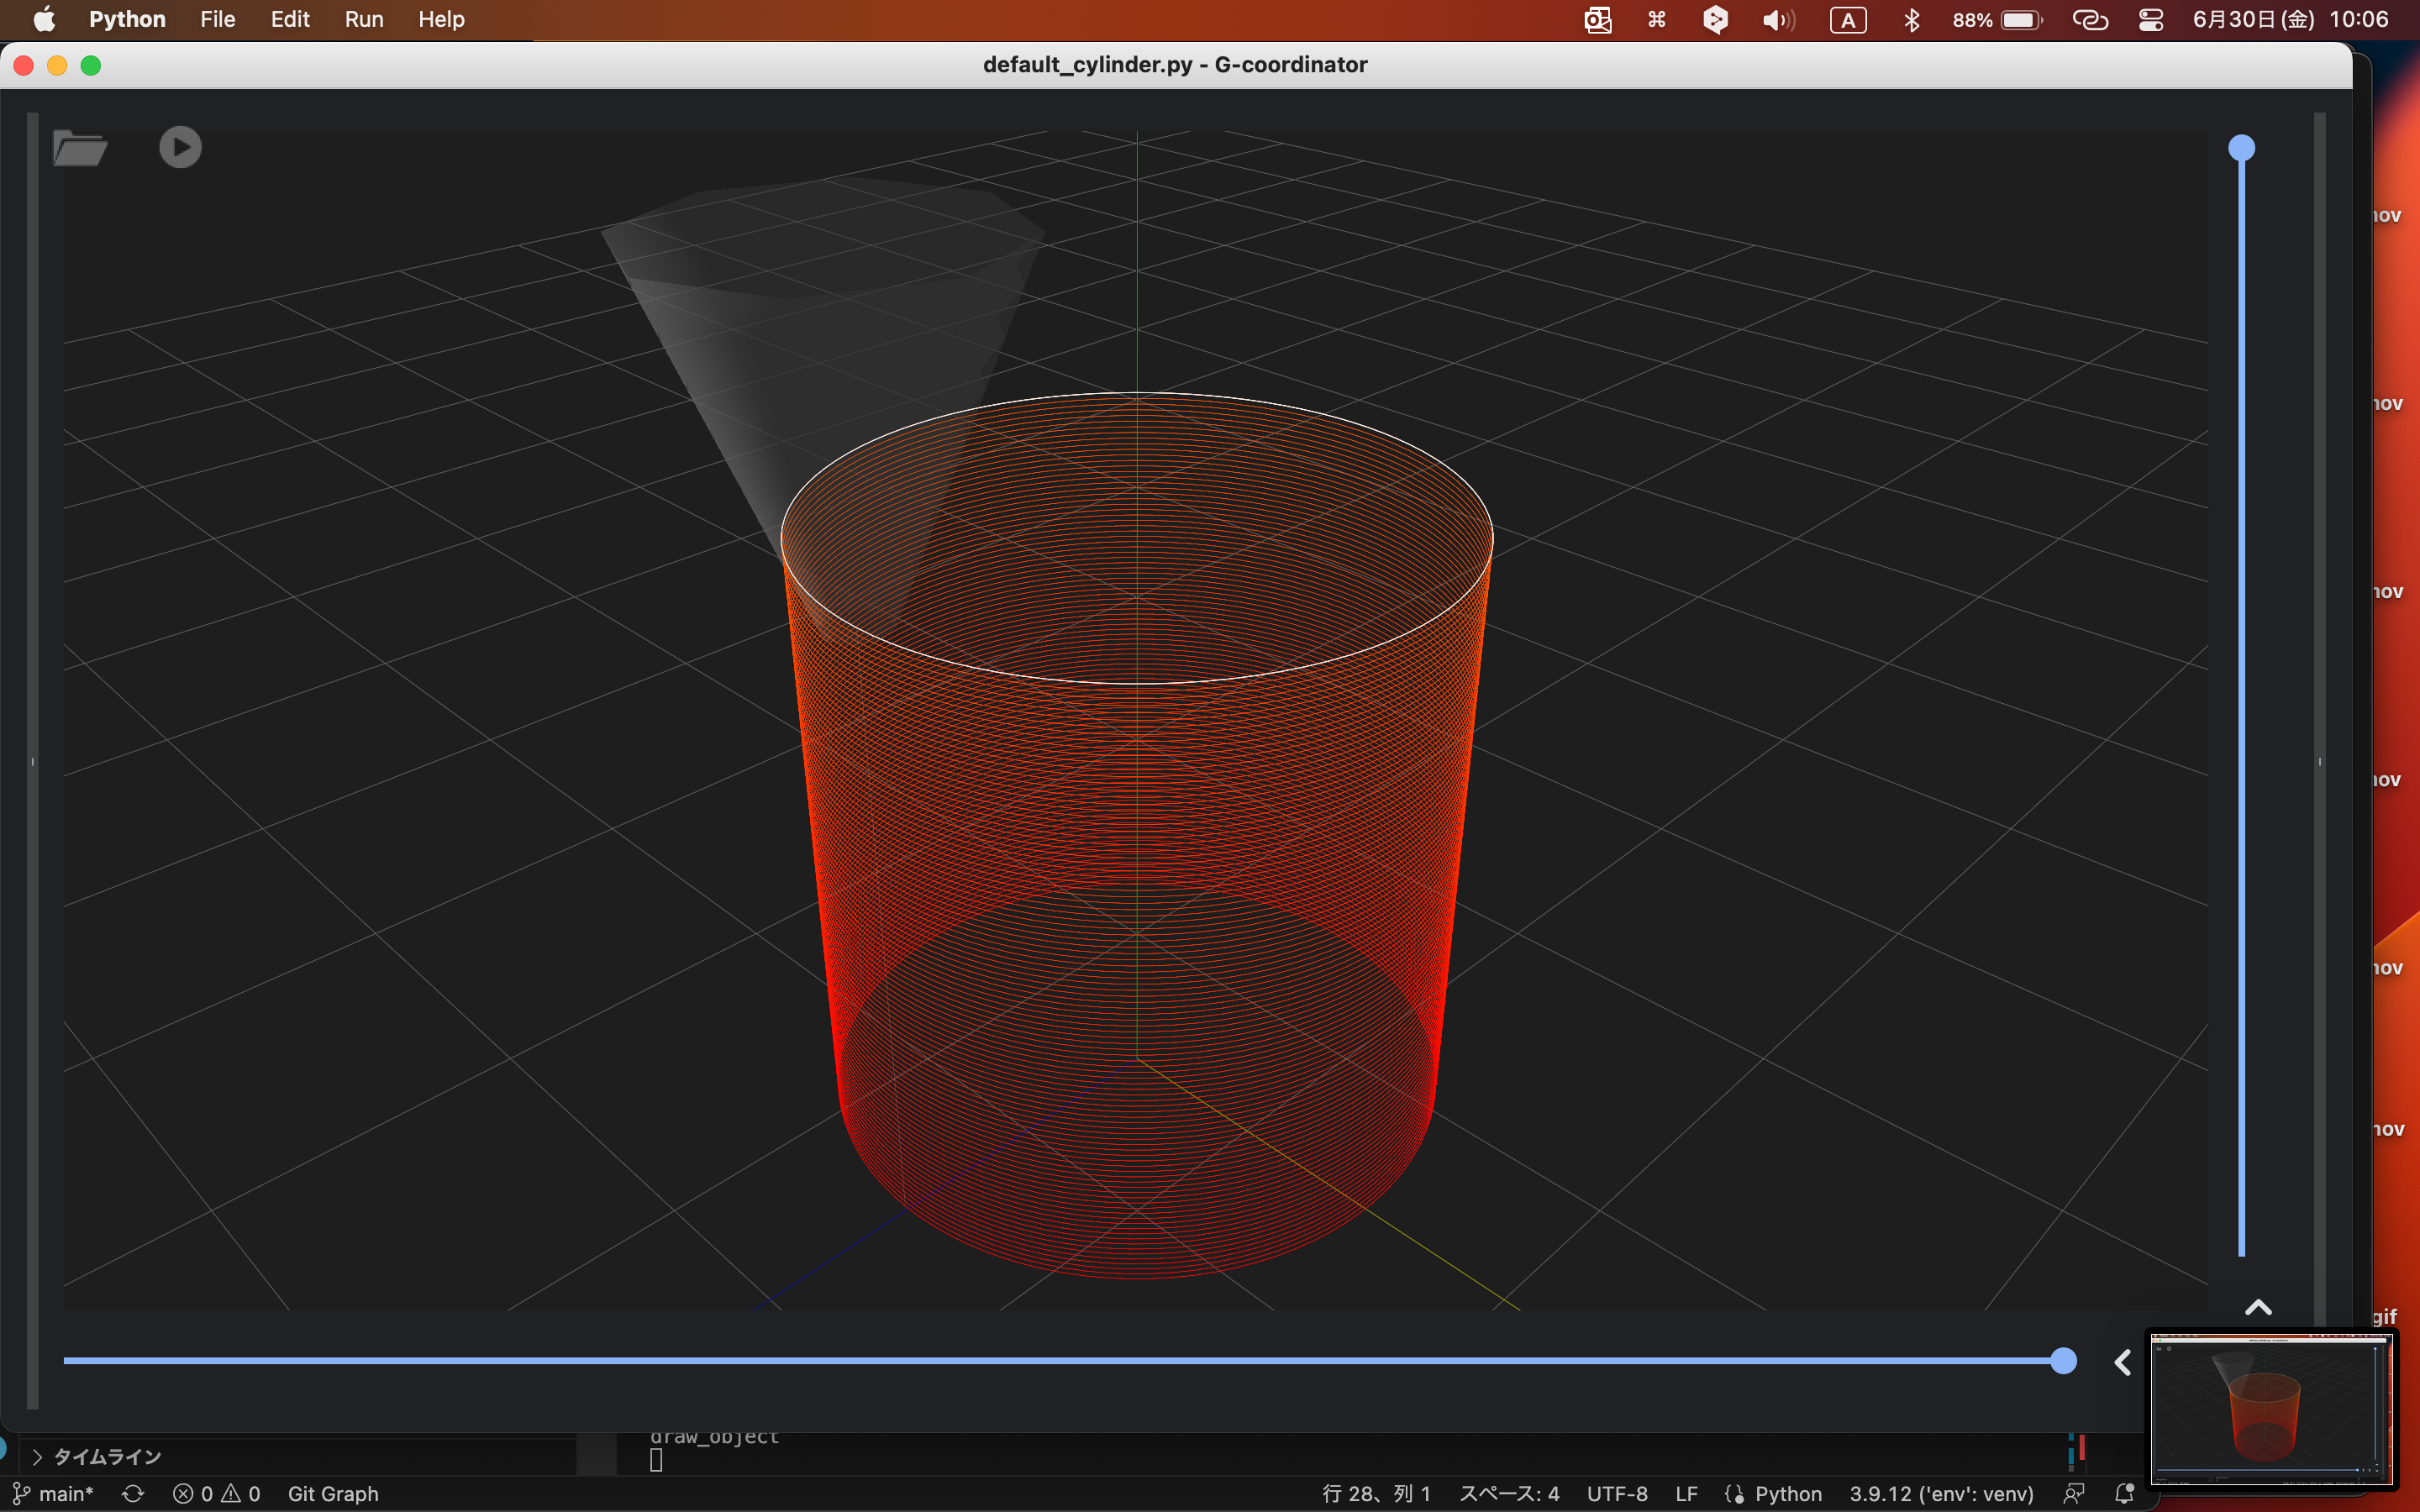 Python File Edit Run Help A 88% 6月30日(金) 10:06
default_cylinder.py - G-coordinator
nov
nov
nov
nov
nov
nov
gif
draw_object
タイムライン
main* 0 0 Git Graph 行 28、列 1 スペース: 4 UTF-8 LF Python 3.9.12 ('env': venv)